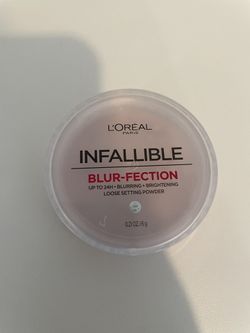 L'ORÉAL
PARIS
INFALLIBLE
BLUR-FECTION
UP TO 24H • BLURRING • BRIGHTENING
LOOSE SETTING POWDER